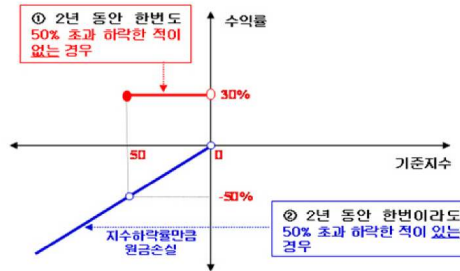 ① 2년 동안 한번도
50% 초과 하락한 적이
없는 경우
수익률
30%
50
0
기준지수
-50%
지수하락률만큼
원금손실
② 2년 동안 한번이라도
50% 초과 하락한 적이 있는
경우